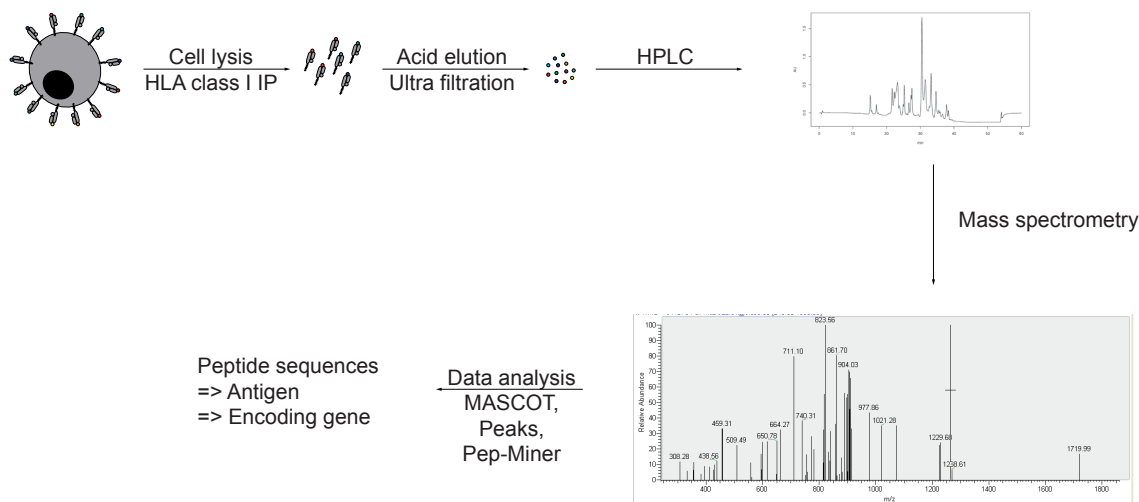 Cell lysis
HLA class I IP
Acid elution
Ultra filtration
HPLC
Mass spectrometry
823.56
711.10
861.70
904.03
740.31
977.86
459.31
664.27
1021.28
650.78
509.49
1229.68
1719.99
308.28
438.56
1238.61
Relative Abundance
100
90
80
70
60
50
40
30
20
10
0
400
600
800
1000
1200
1400
1600
1800
m/z
Data analysis
MASCOT,
Peaks,
Pep-Miner
Peptide sequences
=> Antigen
=> Encoding gene